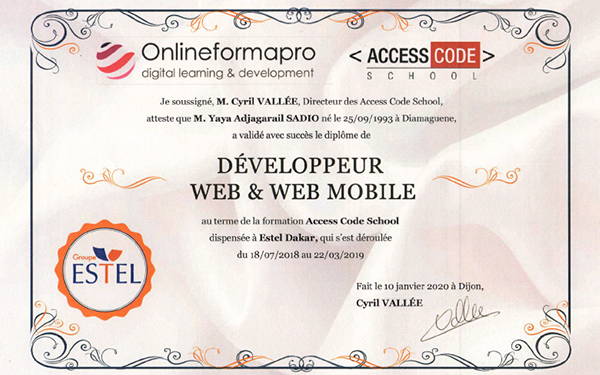 Onlineformapro
digital learning & development
< ACCESS CODE >
SCHOOL
Je soussigné, M. Cyril VALLÉE, Directeur des Access Code School,
atteste que M. Yaya Adjagarail SADIO né le 25/09/1993 à Diamaguene,
a validé avec succès le diplôme de
DÉVELOPPEUR
WEB & WEB MOBILE
au terme de la formation Access Code School
dispensée à Estel Dakar, qui s'est déroulée
du 18/07/2018 au 22/03/2019
Groupe
ESTEL
Fait le 10 janvier 2020 à Dijon,
Cyril VALLÉE
Vallée